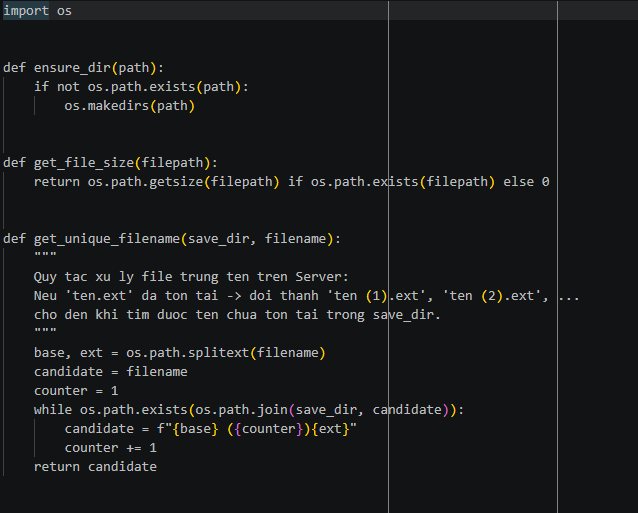 import os
def ensure_dir(path):
    if not os.path.exists(path):
        os.makedirs(path)
def get_file_size(filepath):
    return os.path.getsize(filepath) if os.path.exists(filepath) else 0
def get_unique_filename(save_dir, filename):
    """
    Quy tac xu ly file trung ten tren Server:
    Neu 'ten.ext' da ton tai -> doi thanh 'ten (1).ext', 'ten (2).ext', ...
    cho den khi tim duoc ten chua ton tai trong save_dir.
    """
    base, ext = os.path.splitext(filename)
    candidate = filename
    counter = 1
    while os.path.exists(os.path.join(save_dir, candidate)):
        candidate = f"{base} ({counter}){ext}"
        counter += 1
    return candidate